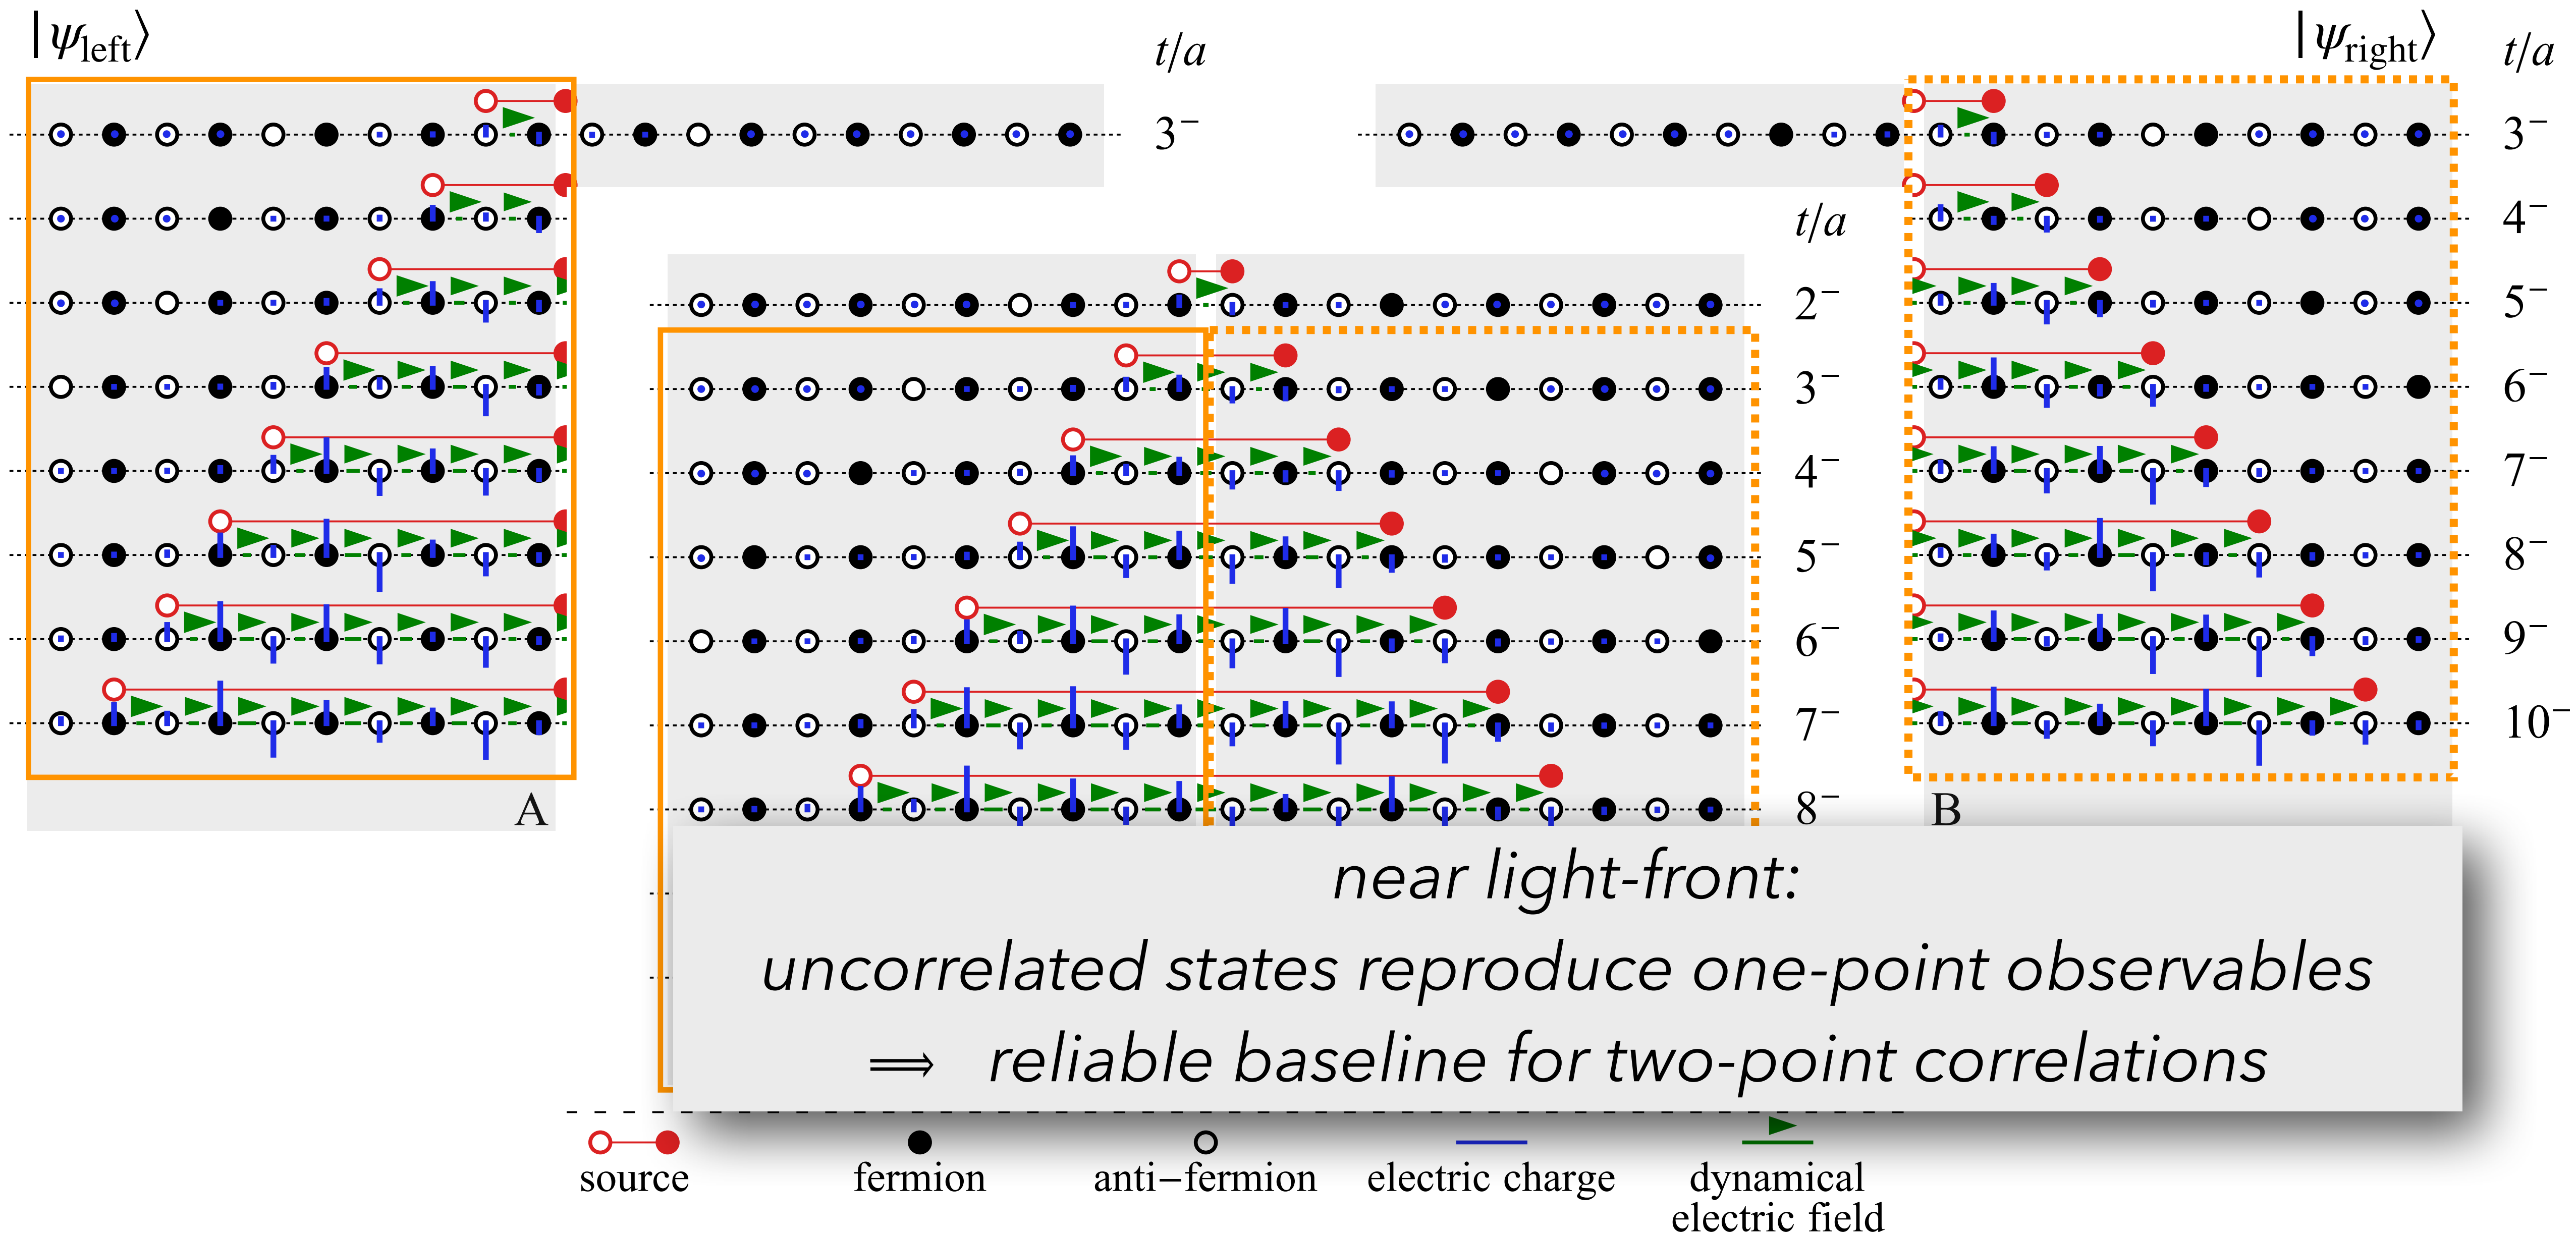 |ψleft⟩
t/a
|ψright⟩
t/a
3⁻
3⁻
4⁻
t/a
5⁻
2⁻
6⁻
3⁻
7⁻
4⁻
8⁻
5⁻
9⁻
6⁻
10⁻
7⁻
A
8⁻
B
near light-front:
uncorrelated states reproduce one-point observables
⟹ reliable baseline for two-point correlations
source
fermion
anti−fermion
electric charge
dynamical
electric field